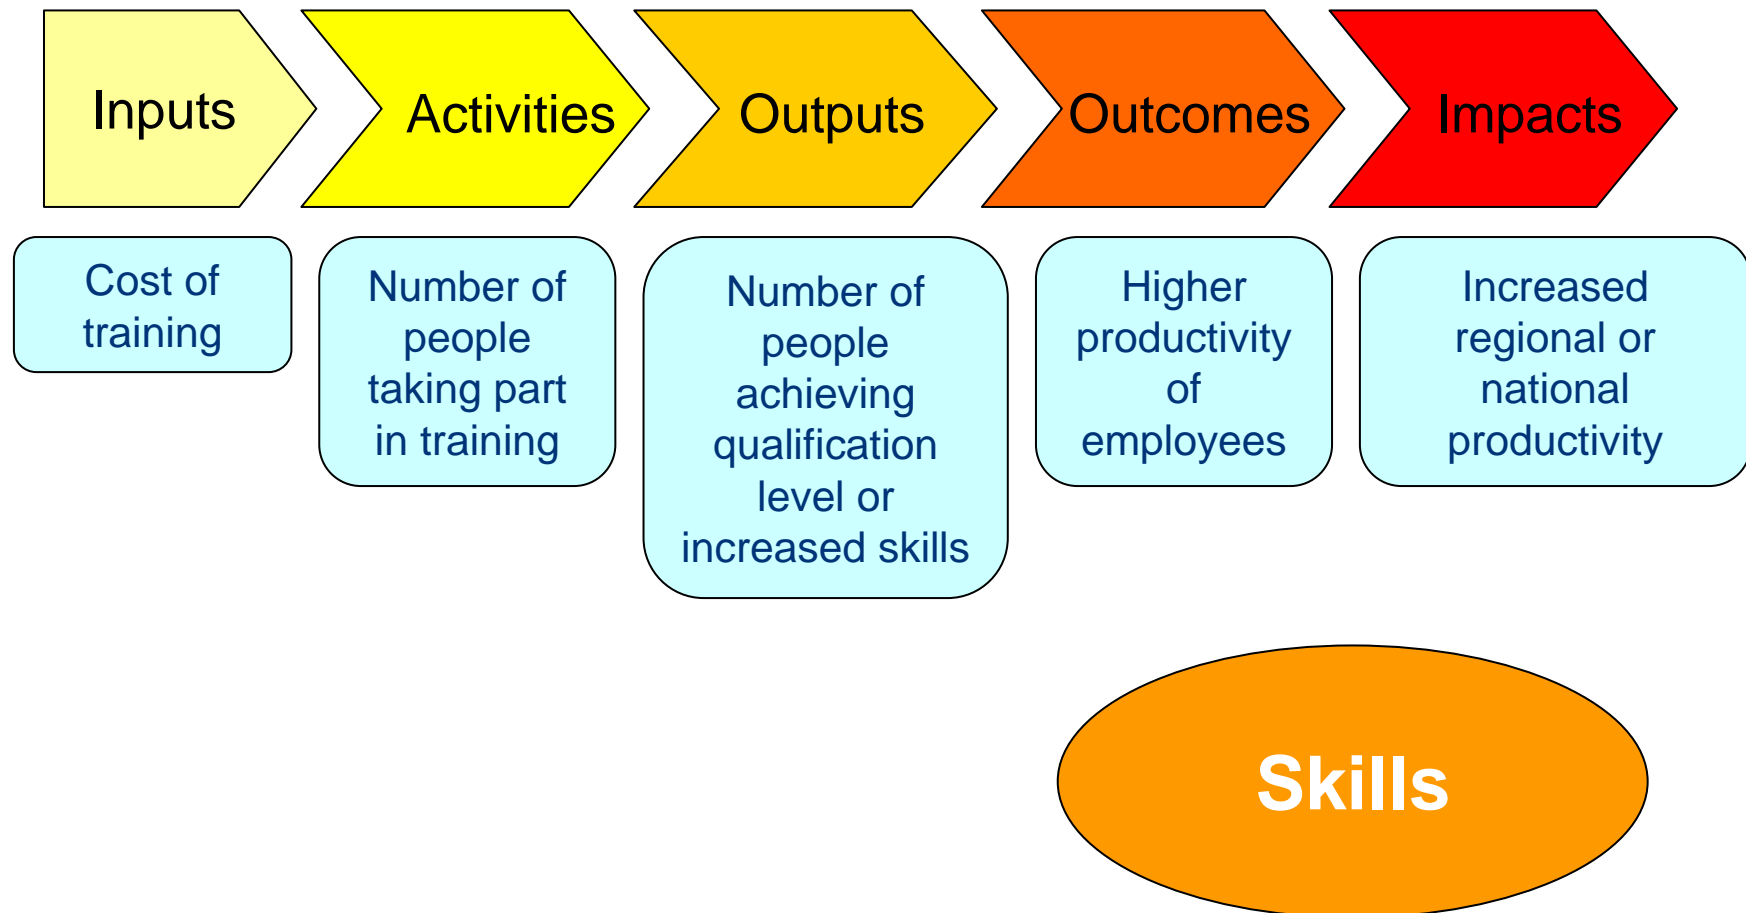 Inputs
Activities
Outputs
Outcomes
Impacts
Cost of
training
Number of
people
taking part
in training
Number of
people
achieving
qualification
level or
increased skills
Higher
productivity
of
employees
Increased
regional or
national
productivity
Skills